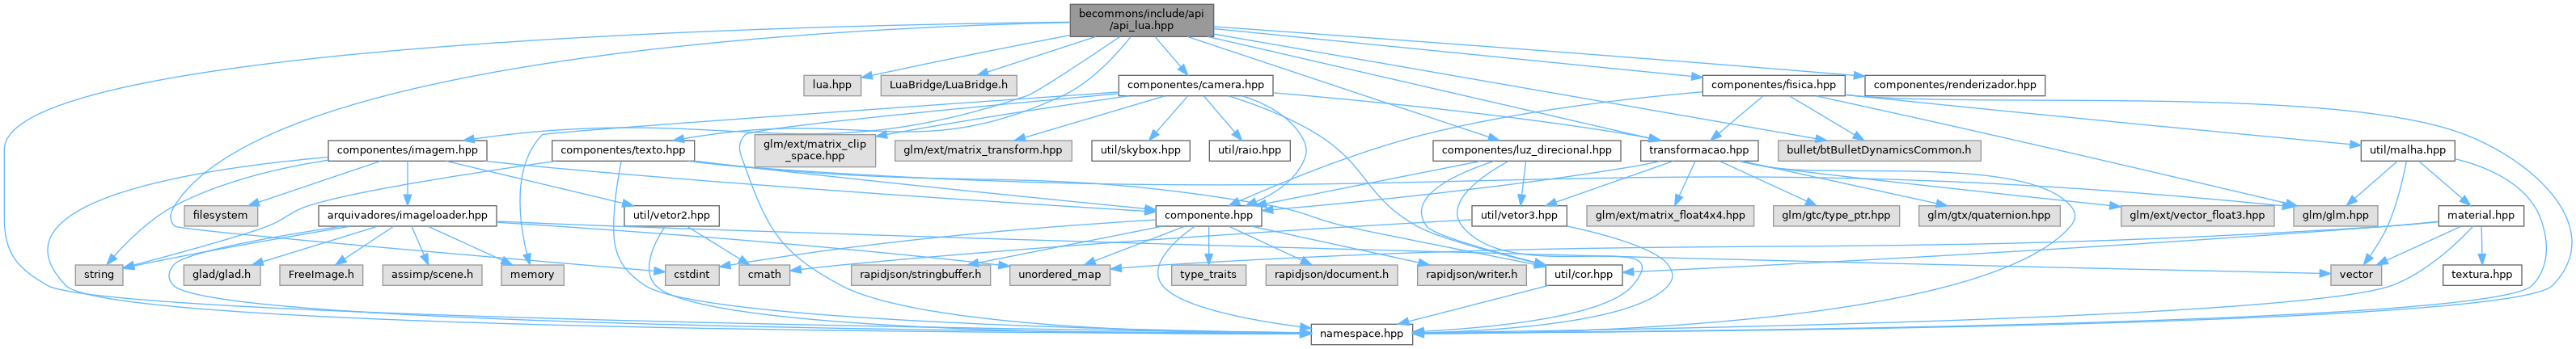 becommons/include/api
/api_lua.hpp
lua.hpp
LuaBridge/LuaBridge.h
componentes/camera.hpp
componentes/fisica.hpp
componentes/renderizador.hpp
componentes/imagem.hpp
componentes/texto.hpp
glm/ext/matrix_clip
_space.hpp
glm/ext/matrix_transform.hpp
util/skybox.hpp
util/raio.hpp
componentes/luz_direcional.hpp
transformacao.hpp
bullet/btBulletDynamicsCommon.h
util/malha.hpp
filesystem
arquivadores/imageloader.hpp
util/vetor2.hpp
componente.hpp
util/vetor3.hpp
glm/ext/matrix_float4x4.hpp
glm/gtc/type_ptr.hpp
glm/gtx/quaternion.hpp
glm/ext/vector_float3.hpp
glm/glm.hpp
material.hpp
string
glad/glad.h
FreeImage.h
assimp/scene.h
memory
cstdint
cmath
rapidjson/stringbuffer.h
unordered_map
type_traits
rapidjson/document.h
rapidjson/writer.h
util/cor.hpp
vector
textura.hpp
namespace.hpp